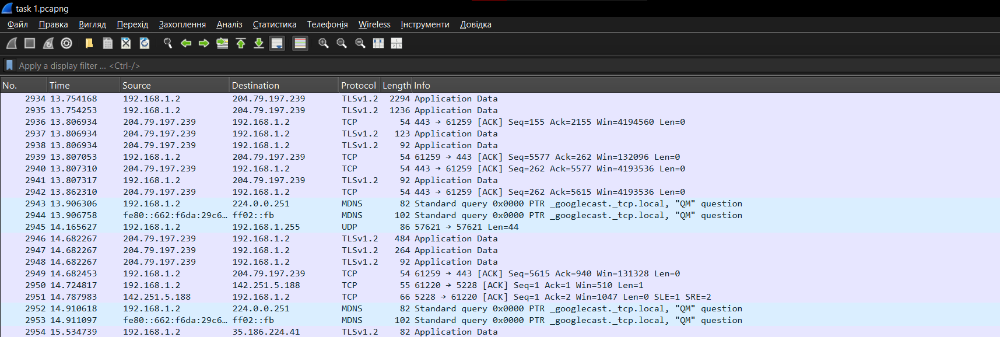 task 1.pcapng
Файл Правка Вигляд Перехід Захоплення Аналіз Статистика Телефонія Wireless Інструменти Довідка
Apply a display filter ... <Ctrl-/>
No. Time Source Destination Protocol Length Info
2934 13.754168 192.168.1.2 204.79.197.239 TLSv1.2 2294 Application Data
2935 13.754253 192.168.1.2 204.79.197.239 TLSv1.2 1236 Application Data
2936 13.806934 204.79.197.239 192.168.1.2 TCP 54 443 → 61259 [ACK] Seq=155 Ack=2155 Win=4194560 Len=0
2937 13.806934 204.79.197.239 192.168.1.2 TLSv1.2 123 Application Data
2938 13.806934 204.79.197.239 192.168.1.2 TLSv1.2 92 Application Data
2939 13.807053 192.168.1.2 204.79.197.239 TCP 54 61259 → 443 [ACK] Seq=5577 Ack=262 Win=132096 Len=0
2940 13.807310 204.79.197.239 192.168.1.2 TCP 54 443 → 61259 [ACK] Seq=262 Ack=5577 Win=4193536 Len=0
2941 13.807317 192.168.1.2 204.79.197.239 TLSv1.2 92 Application Data
2942 13.862310 204.79.197.239 192.168.1.2 TCP 54 443 → 61259 [ACK] Seq=262 Ack=5615 Win=4193536 Len=0
2943 13.906306 192.168.1.2 224.0.0.251 MDNS 82 Standard query 0x0000 PTR _googlecast._tcp.local, "QM" question
2944 13.906758 fe80::662:f6da:29c6… ff02::fb MDNS 102 Standard query 0x0000 PTR _googlecast._tcp.local, "QM" question
2945 14.165627 192.168.1.2 192.168.1.255 UDP 86 57621 → 57621 Len=44
2946 14.682267 204.79.197.239 192.168.1.2 TLSv1.2 484 Application Data
2947 14.682267 204.79.197.239 192.168.1.2 TLSv1.2 264 Application Data
2948 14.682267 204.79.197.239 192.168.1.2 TLSv1.2 92 Application Data
2949 14.682453 192.168.1.2 204.79.197.239 TCP 54 61259 → 443 [ACK] Seq=5615 Ack=940 Win=131328 Len=0
2950 14.724817 192.168.1.2 142.251.5.188 TCP 55 61220 → 5228 [ACK] Seq=1 Ack=1 Win=510 Len=1
2951 14.787983 142.251.5.188 192.168.1.2 TCP 66 5228 → 61220 [ACK] Seq=1 Ack=2 Win=1047 Len=0 SLE=1 SRE=2
2952 14.910618 192.168.1.2 224.0.0.251 MDNS 82 Standard query 0x0000 PTR _googlecast._tcp.local, "QM" question
2953 14.911097 fe80::662:f6da:29c6… ff02::fb MDNS 102 Standard query 0x0000 PTR _googlecast._tcp.local, "QM" question
2954 15.534739 192.168.1.2 35.186.224.41 TLSv1.2 82 Application Data